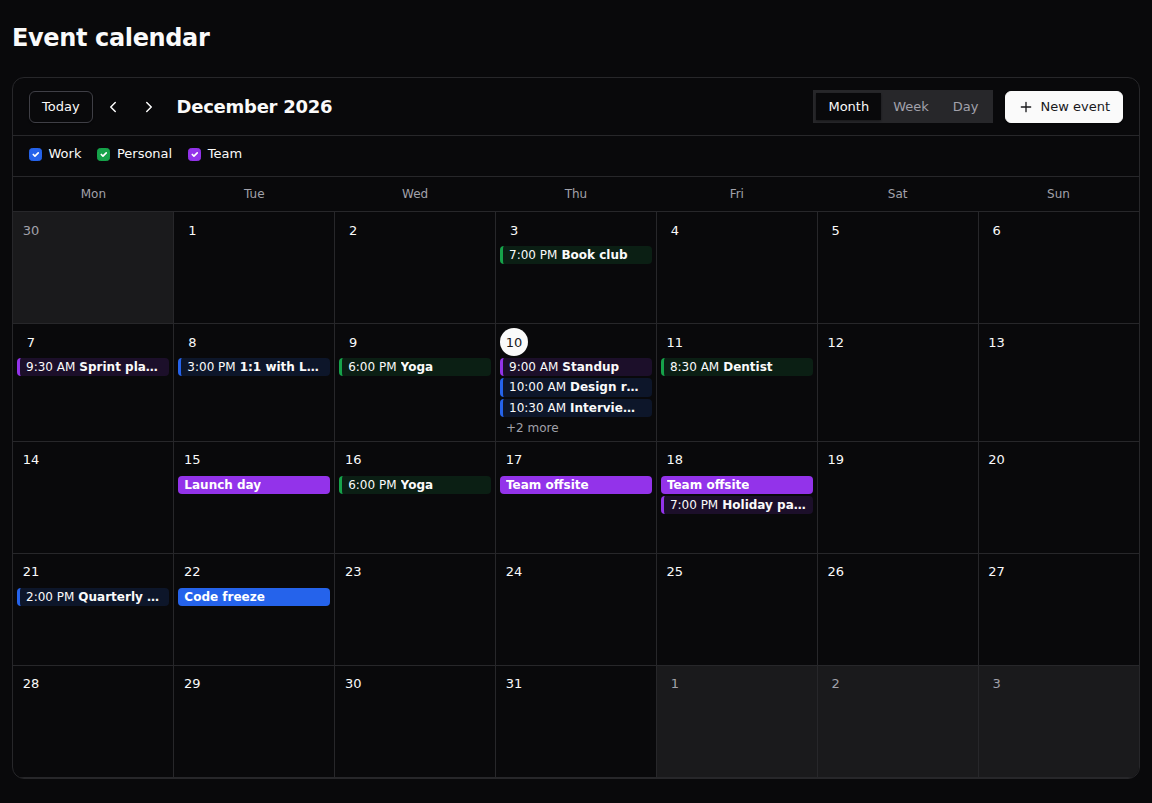 Event calendar
Today December 2026 Month Week Day New event
Work Personal Team
Mon Tue Wed Thu Fri Sat Sun
30 1 2 3 4 5 6
7:00 PM Book club
7 8 9 10 11 12 13
9:30 AM Sprint pla… 3:00 PM 1:1 with L… 6:00 PM Yoga 9:00 AM Standup 8:30 AM Dentist
10:00 AM Design r…
10:30 AM Intervie…
+2 more
14 15 16 17 18 19 20
Launch day 6:00 PM Yoga Team offsite Team offsite
7:00 PM Holiday pa…
21 22 23 24 25 26 27
2:00 PM Quarterly … Code freeze
28 29 30 31 1 2 3